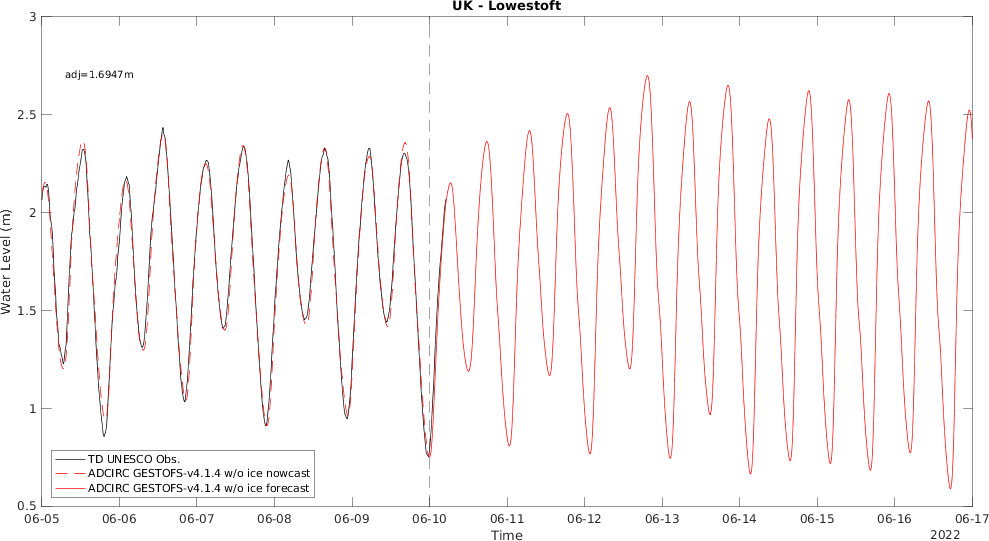 UK - Lowestoft
adj=1.6947m
Water Level (m)
3
2.5
2
1.5
1
0.5
TD UNESCO Obs.
ADCIRC GESTOFS-v4.1.4 w/o ice nowcast
ADCIRC GESTOFS-v4.1.4 w/o ice forecast
06-05 06-06 06-07 06-08 06-09 06-10 06-11 06-12 06-13 06-14 06-15 06-16 06-17
Time
2022